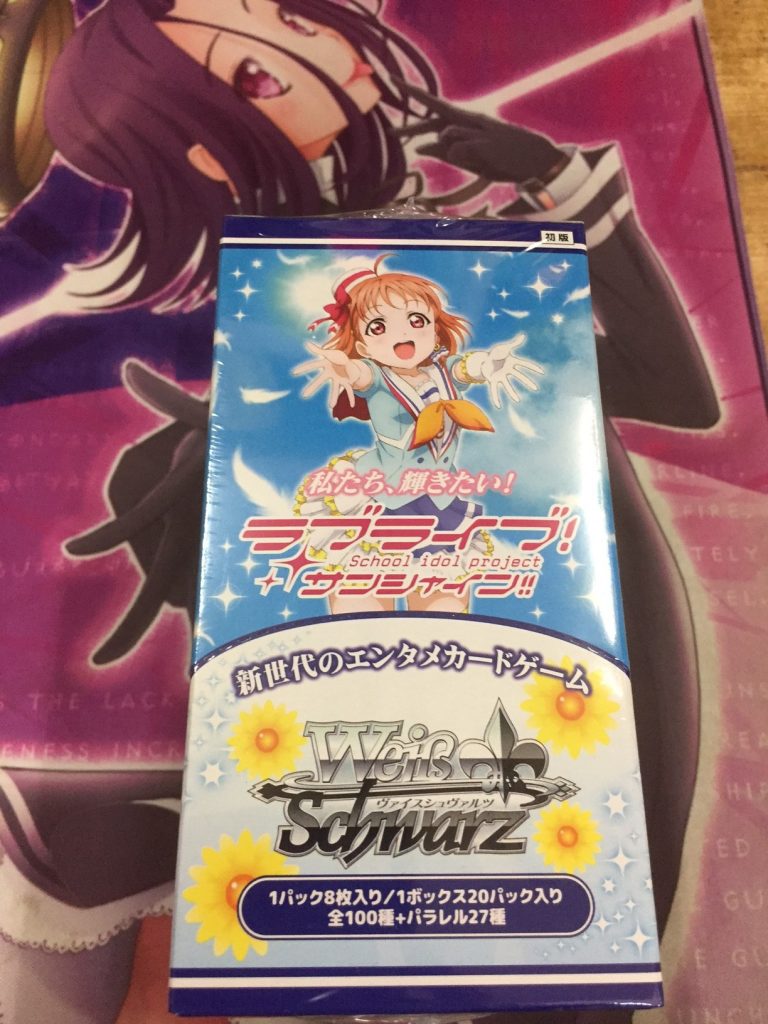 初版
私たち、輝きたい!
ラブライブ!
School idol project
サンシャイン!!
新世代のエンタメカードゲーム
Weiß
ヴァイスシュヴァルツ
Schwarz
1パック8枚入り/1ボックス20パック入り
全100種+パラレル27種